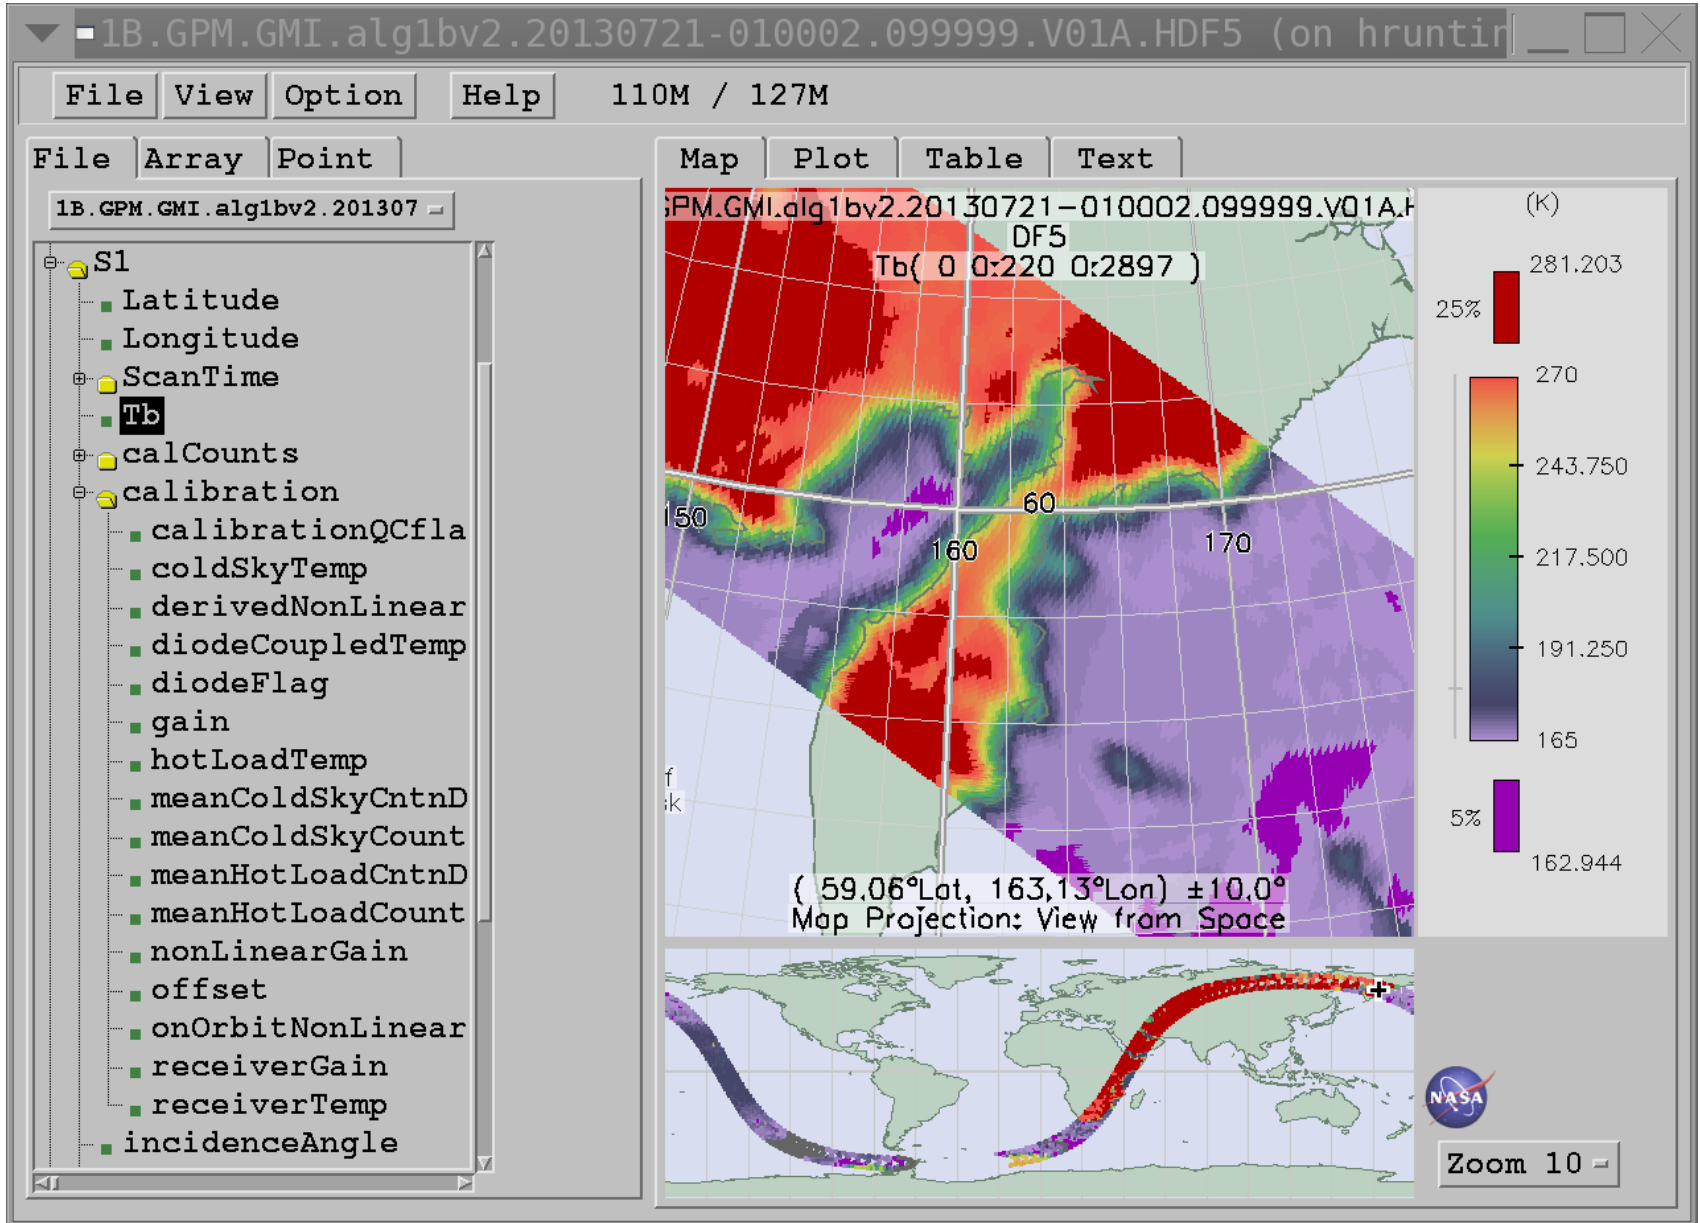 1B.GPM.GMI.alg1bv2.20130721-010002.099999.V01A.HDF5 (on hruntin
File View Option Help 110M / 127M
File Array Point
1B.GPM.GMI.alg1bv2.201307
S1
Latitude
Longitude
ScanTime
Tb
calCounts
calibration
calibrationQCfla
coldSkyTemp
derivedNonLinear
diodeCoupledTemp
diodeFlag
gain
hotLoadTemp
meanColdSkyCntnD
meanColdSkyCount
meanHotLoadCntnD
meanHotLoadCount
nonLinearGain
offset
onOrbitNonLinear
receiverGain
receiverTemp
incidenceAngle
Map Plot Table Text
GPM.GMI.alg1bv2.20130721-010002.099999.V01A.H
DF5
Tb( 0 0:220 0:2897 )
60
150
160
170
f
sk
( 59.06°Lat, 163.13°Lon) ±10.0°
Map Projection: View from Space
(K)
281.203
25%
270
243.750
217.500
191.250
165
5%
162.944
NASA
Zoom 10